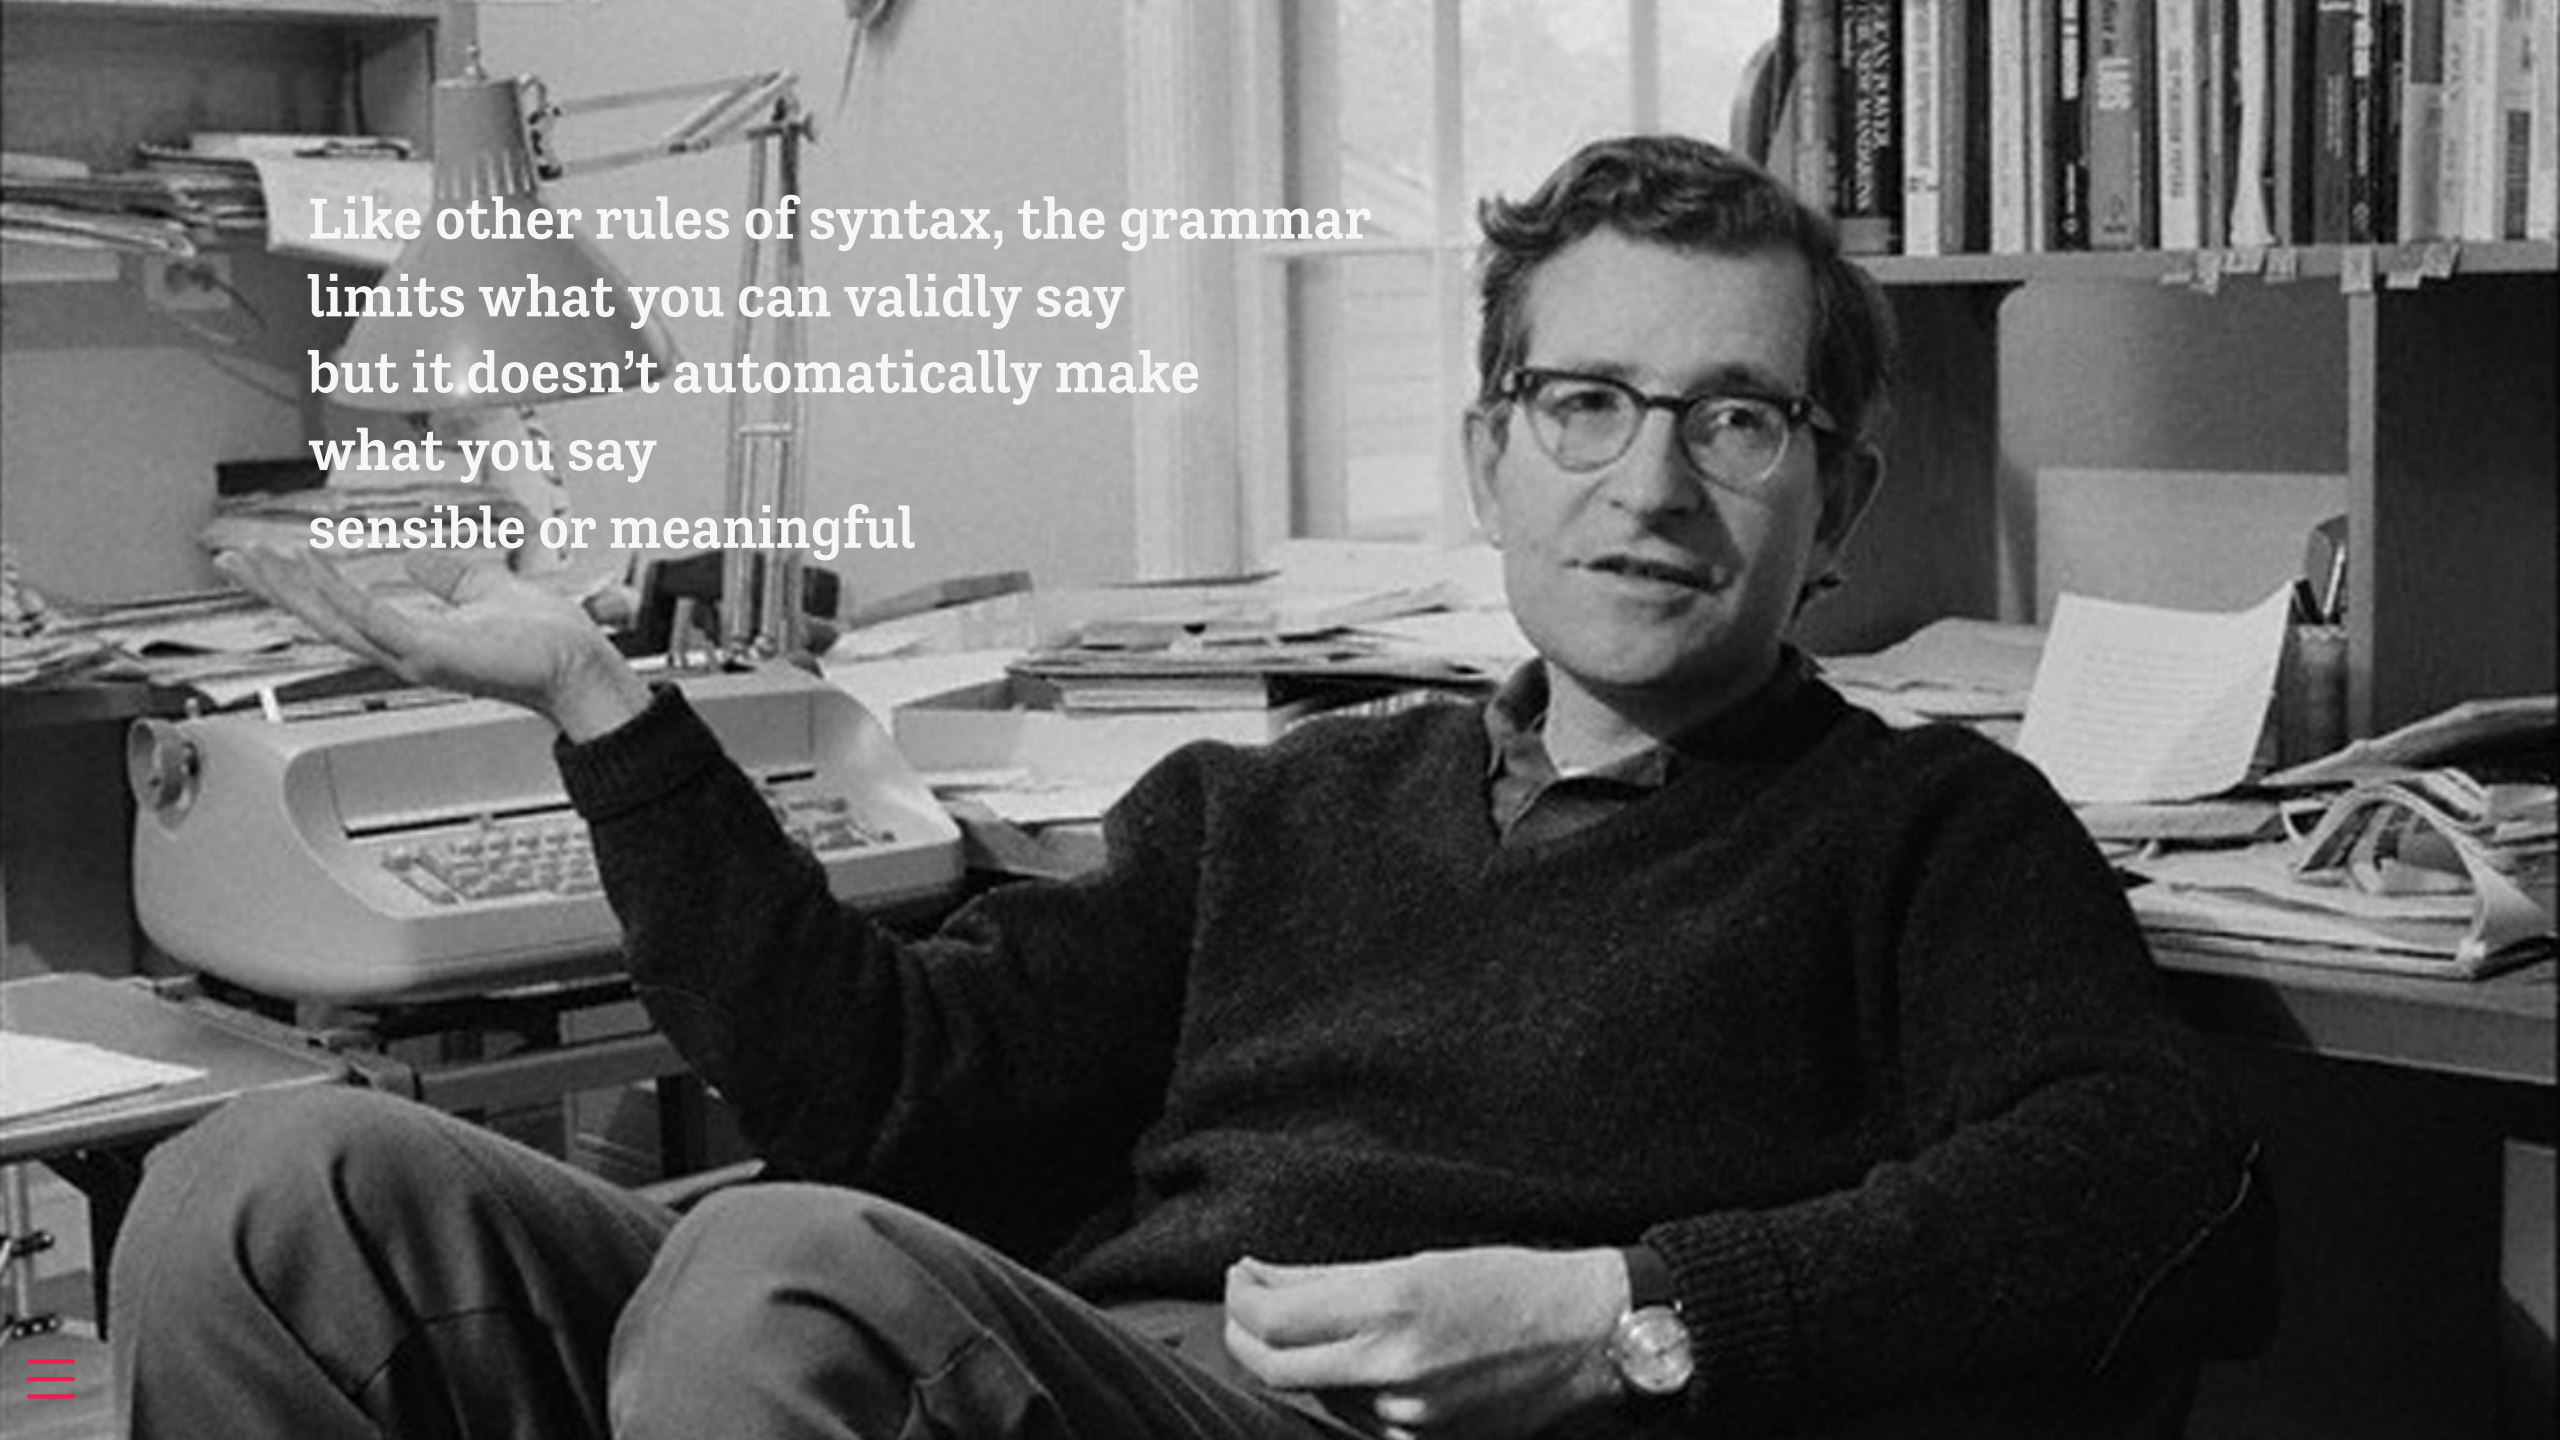 Like other rules of syntax, the grammar
limits what you can validly say
but it doesn’t automatically make
what you say
sensible or meaningful